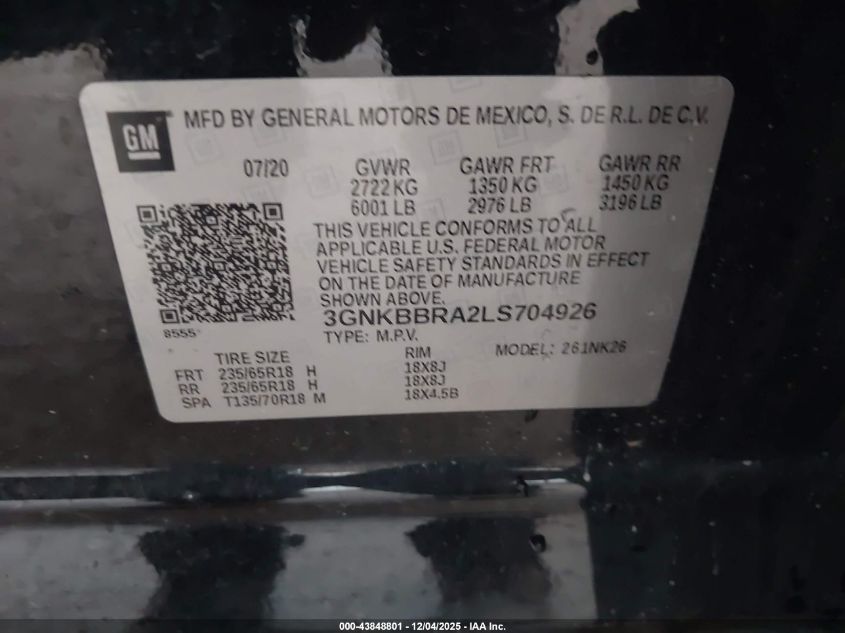 GM
MFD BY GENERAL MOTORS DE MEXICO, S. DE R.L. DE C.V.
07/20 GVWR GAWR FRT GAWR RR
2722 KG 1350 KG 1450 KG
6001 LB 2976 LB 3196 LB
THIS VEHICLE CONFORMS TO ALL
APPLICABLE U.S. FEDERAL MOTOR
VEHICLE SAFETY STANDARDS IN EFFECT
ON THE DATE OF MANUFACTURE
SHOWN ABOVE.
3GNKBBRA2LS704926
8555
TYPE: M.P.V. MODEL: 261NK26
TIRE SIZE RIM
FRT 235/65R18 H 18X8J
RR 235/65R18 H 18X8J
SPA T135/70R18 M 18X4.5B
000-43848801 - 12/04/2025 - IAA Inc.